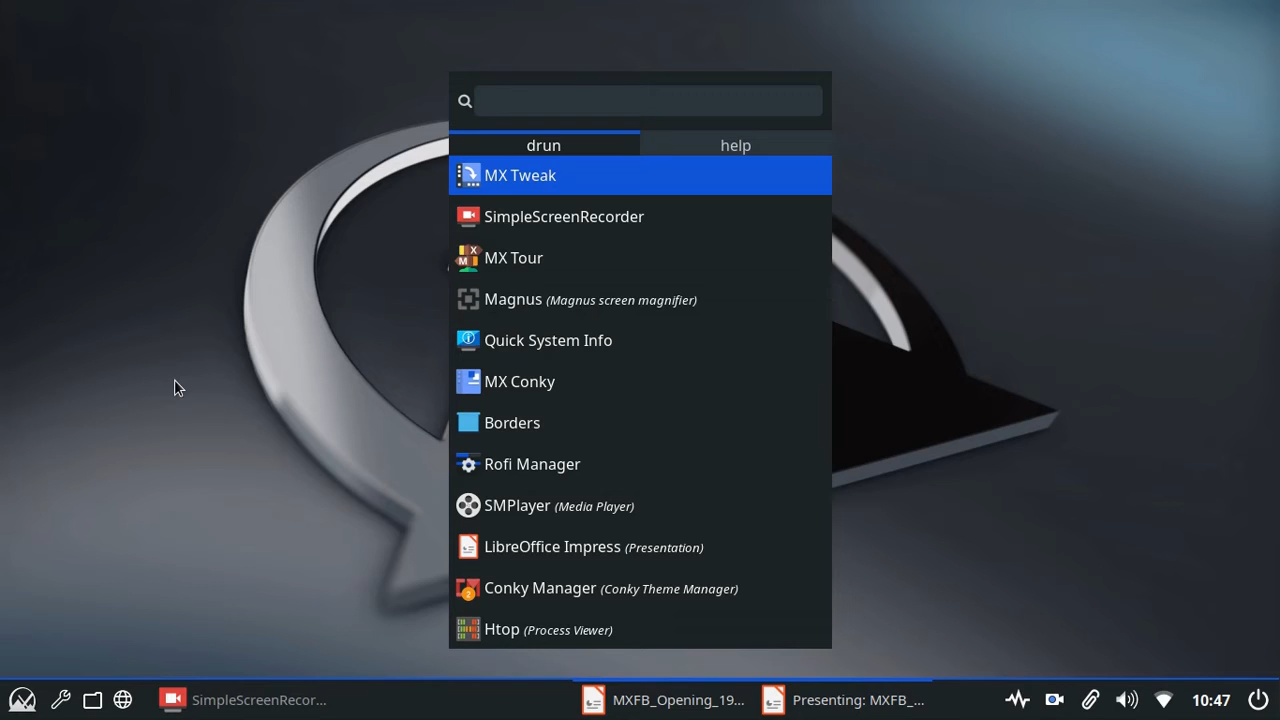 drun help
MX Tweak
SimpleScreenRecorder
MX Tour
Magnus (Magnus screen magnifier)
Quick System Info
MX Conky
Borders
Rofi Manager
SMPlayer (Media Player)
LibreOffice Impress (Presentation)
Conky Manager (Conky Theme Manager)
Htop (Process Viewer)
SimpleScreenRecor... MXFB_Opening_19... Presenting: MXFB_... 10:47